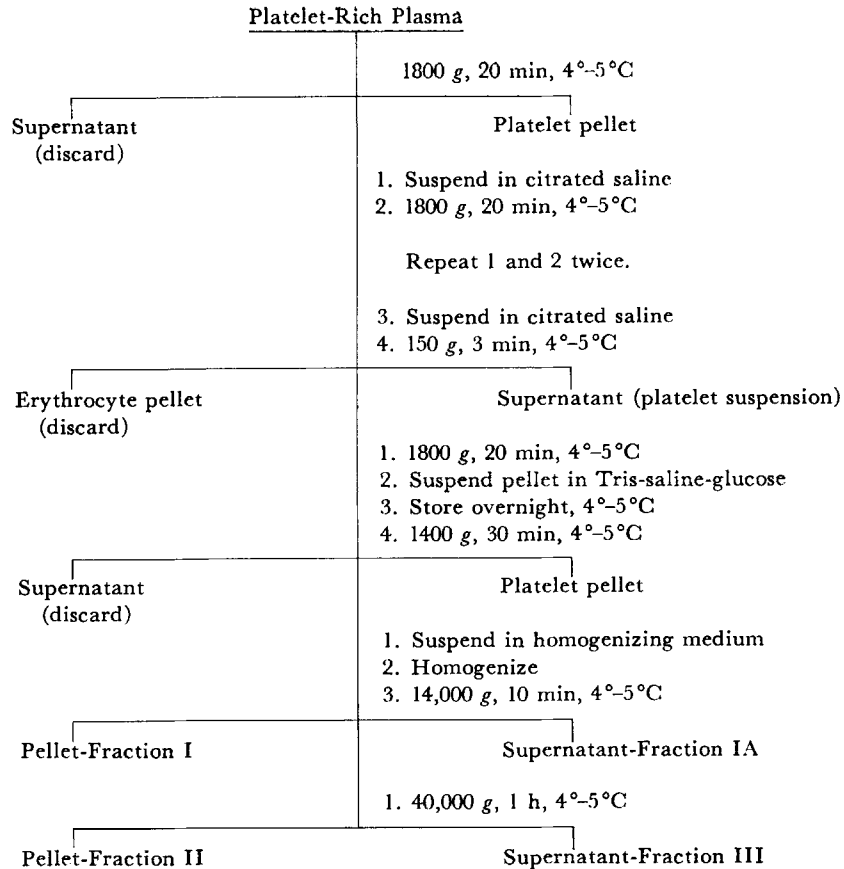 Platelet-Rich Plasma
1800 g, 20 min, 4°–5°C
Supernatant
(discard)
Platelet pellet
1. Suspend in citrated saline
2. 1800 g, 20 min, 4°–5°C
Repeat 1 and 2 twice.
3. Suspend in citrated saline
4. 150 g, 3 min, 4°–5°C
Erythrocyte pellet
(discard)
Supernatant (platelet suspension)
1. 1800 g, 20 min, 4°–5°C
2. Suspend pellet in Tris-saline-glucose
3. Store overnight, 4°–5°C
4. 1400 g, 30 min, 4°–5°C
Supernatant
(discard)
Platelet pellet
1. Suspend in homogenizing medium
2. Homogenize
3. 14,000 g, 10 min, 4°–5°C
Pellet-Fraction I
Supernatant-Fraction IA
1. 40,000 g, 1 h, 4°–5°C
Pellet-Fraction II
Supernatant-Fraction III